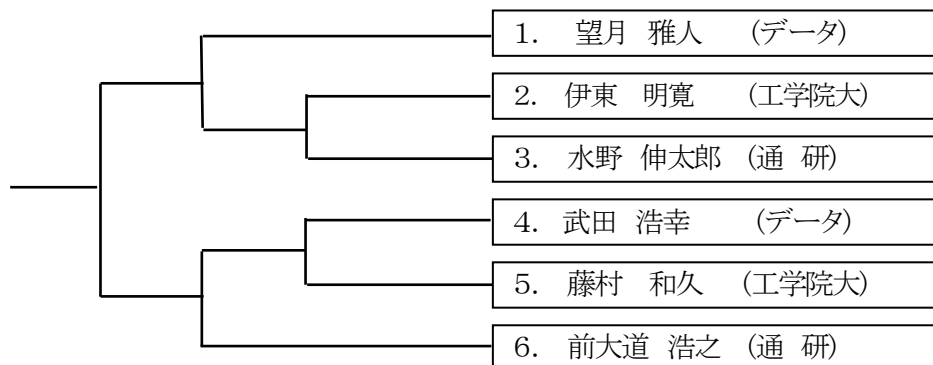 1. 望月 雅人 (データ)
2. 伊東 明寛 (工学院大)
3. 水野 伸太郎 (通 研)
4. 武田 浩幸 (データ)
5. 藤村 和久 (工学院大)
6. 前大道 浩之 (通 研)